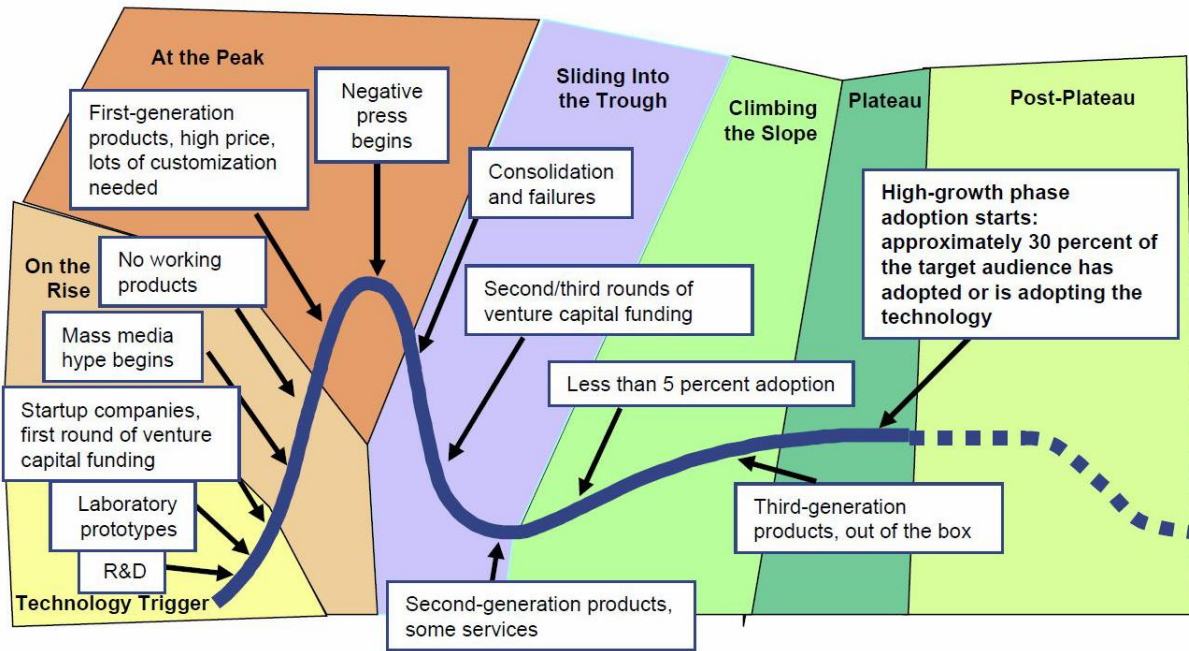 At the Peak
First-generation
products, high price,
lots of customization
needed
Negative
press
begins
Sliding Into
the Trough
Climbing
the Slope
Plateau
Post-Plateau
Consolidation
and failures
High-growth phase
adoption starts:
approximately 30 percent of
the target audience has
adopted or is adopting the
technology
On the
Rise
No working
products
Mass media
hype begins
Second/third rounds of
venture capital funding
Less than 5 percent adoption
Startup companies,
first round of venture
capital funding
Laboratory
prototypes
R&D
Technology Trigger
Third-generation
products, out of the box
Second-generation products,
some services